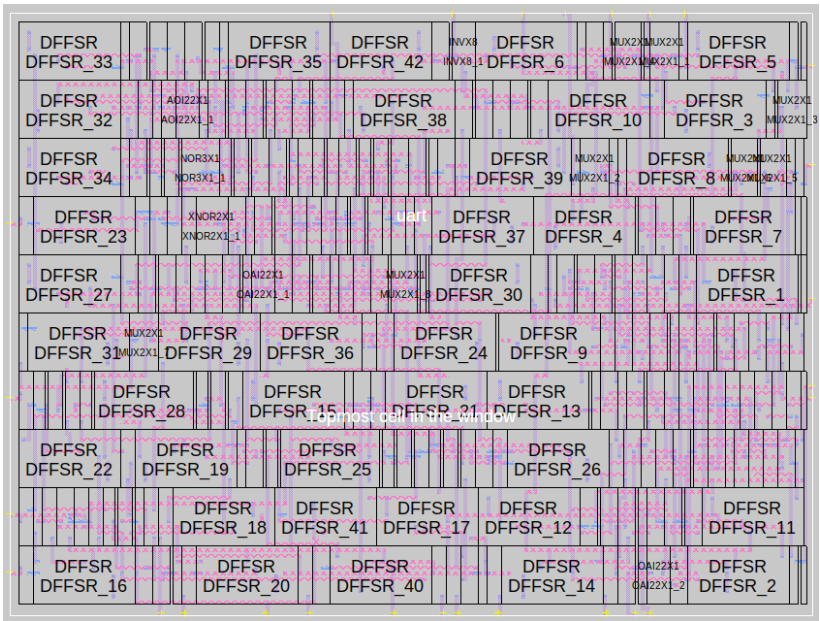 DFFSR DFFSR DFFSR INVX8 DFFSR MUX2X1 MUX2X1 DFFSR
DFFSR_33 DFFSR_35 DFFSR_42 INVX8_1 DFFSR_6 MUX2X1_1 DFFSR_5
DFFSR AOI22X1 DFFSR DFFSR DFFSR MUX2X1
DFFSR_32 AOI22X1_1 DFFSR_38 DFFSR_10 DFFSR_3 MUX2X1_3
DFFSR NOR3X1 DFFSR MUX2X1 DFFSR MUX2X1 MUX2X1
DFFSR_34 NOR3X1_1 DFFSR_39 MUX2X1_2 DFFSR_8 MUX2X1_5
DFFSR XNOR2X1 uart DFFSR DFFSR DFFSR
DFFSR_23 XNOR2X1_1 DFFSR_37 DFFSR_4 DFFSR_7
DFFSR OAI22X1 MUX2X1 DFFSR DFFSR
DFFSR_27 OAI22X1_1 MUX2X1_8 DFFSR_30 DFFSR_1
DFFSR MUX2X1 DFFSR DFFSR DFFSR DFFSR
DFFSR_31 DFFSR_29 DFFSR_36 DFFSR_24 DFFSR_9
DFFSR DFFSR DFFSR DFFSR
DFFSR_28 DFFSR_15 DFFSR_21 DFFSR_13
Topmost cell in the window
DFFSR DFFSR DFFSR DFFSR
DFFSR_22 DFFSR_19 DFFSR_25 DFFSR_26
DFFSR DFFSR DFFSR DFFSR DFFSR
DFFSR_18 DFFSR_41 DFFSR_17 DFFSR_12 DFFSR_11
DFFSR DFFSR DFFSR DFFSR OAI22X1 DFFSR
DFFSR_16 DFFSR_20 DFFSR_40 DFFSR_14 OAI22X1_2 DFFSR_2